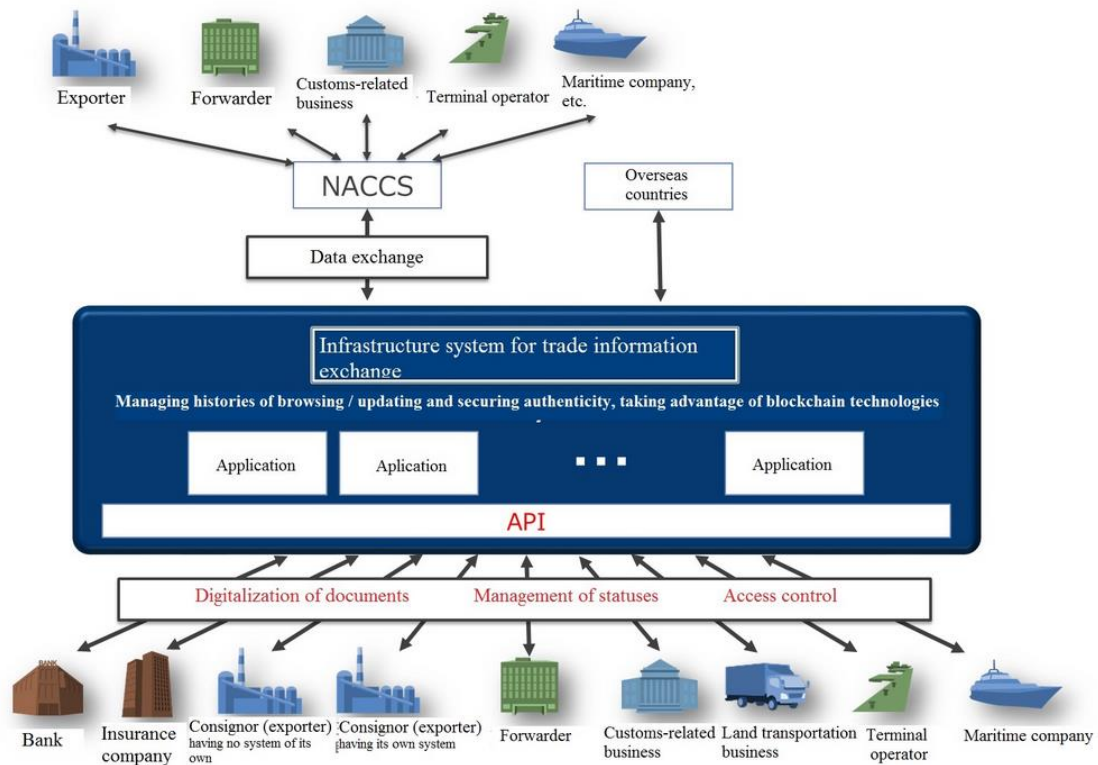 Exporter
Forwarder
Customs-related
business
Terminal operator
Maritime company,
etc.
NACCS
Overseas
countries
Data exchange
Infrastructure system for trade information
exchange
Managing histories of browsing / updating and securing authenticity, taking advantage of blockchain technologies
Application
Aplication
...
Application
API
Digitalization of documents
Management of statuses
Access control
BANK
Bank
Insurance
company
Consignor (exporter)
having no system of its
own
Consignor (exporter)
having its own system
Forwarder
Customs-related
business
Land transportation
business
Terminal
operator
Maritime company